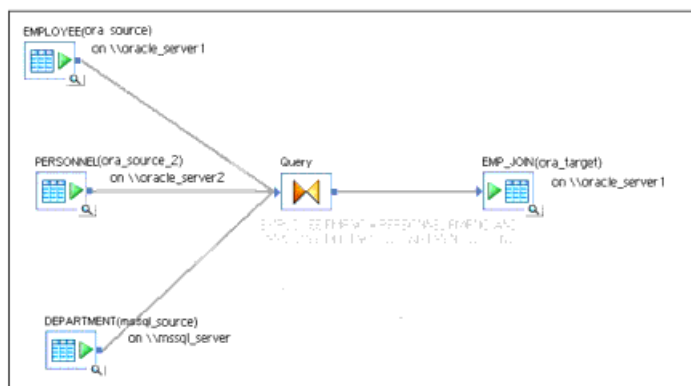 EMPLOYEE(ora_source)
on \\oracle_server1
PERSONNEL(ora_source_2)
on \\oracle_server2
Query
EMP_JOIN(ora_target)
on \\oracle_server1
DEPARTMENT(mssql_source)
on \\mssql_server